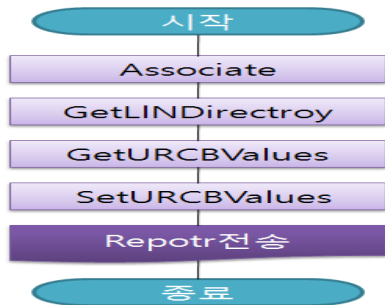 시작
Associate
GetLINDirectroy
GetURCBValues
SetURCBValues
Repotr전송
종료